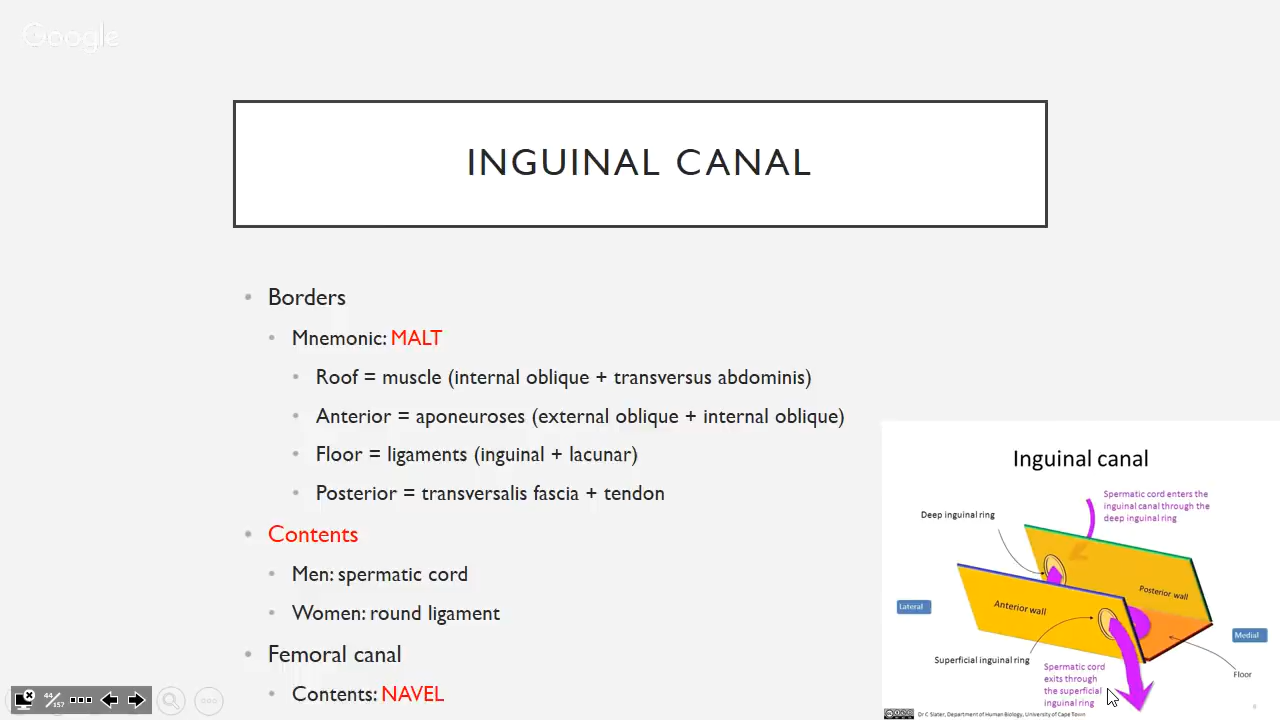 Google
INGUINAL CANAL
• Borders
• Mnemonic: MALT
• Roof = muscle (internal oblique + transversus abdominis)
• Anterior = aponeuroses (external oblique + internal oblique)
• Floor = ligaments (inguinal + lacunar)
• Posterior = transversalis fascia + tendon
• Contents
• Men: spermatic cord
• Women: round ligament
• Femoral canal
• Contents: NAVEL
Inguinal canal
Spermatic cord enters the
inguinal canal through the
deep inguinal ring
Deep inguinal ring
Posterior wall
Anterior wall
Lateral
Medial
Superficial inguinal ring
Spermatic cord
exits through
the superficial
inguinal ring
Floor
Dr C Slater, Department of Human Biology, University of Cape Town
44/157